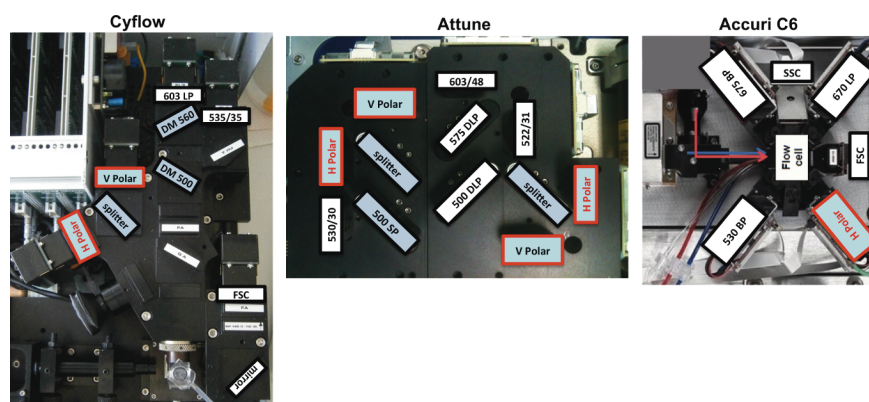 Cyflow
603 LP
535/35
DM 560
V Polar
DM 500
splitter
H Polar
PA
FSC
PA
mirror
Attune
603/48
V Polar
575 DLP
522/31
H Polar
splitter
500 DLP
splitter
H Polar
530/30
500 SP
V Polar
Accuri C6
675 BP
SSC
670 LP
Flow
cell
FSC
530 BP
H Polar